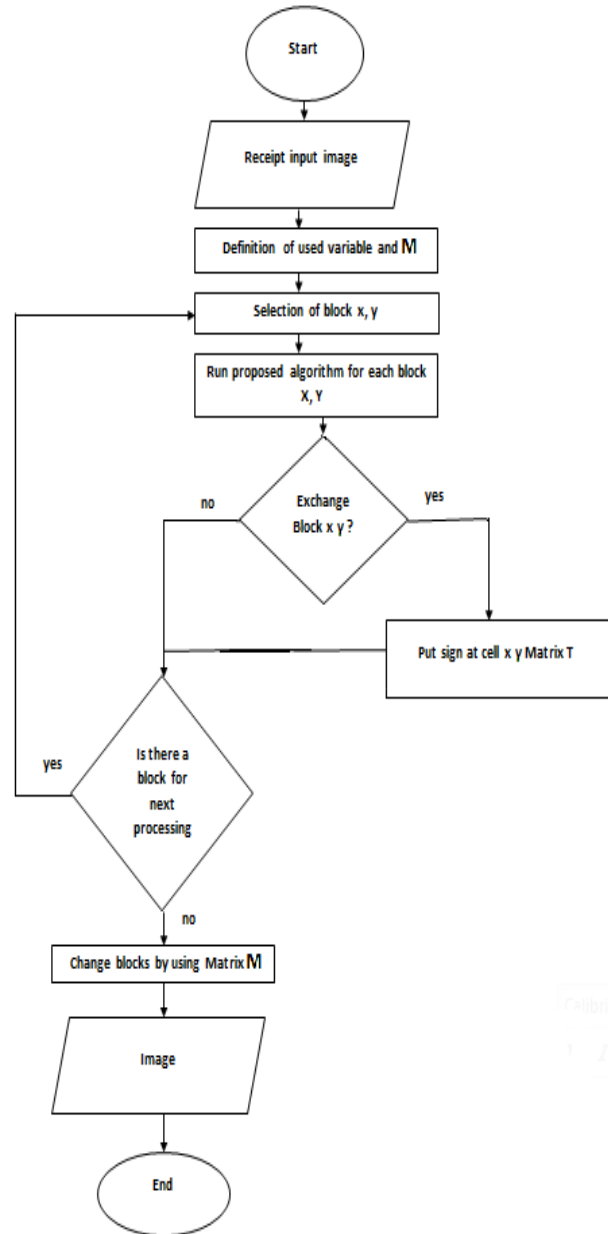 Start
Receipt input image
Definition of used variable and M
Selection of block x, y
Run proposed algorithm for each block
X, Y
no
Exchange
Block x y ?
yes
Put sign at cell x y Matrix T
yes
Is there a
block for
next
processing
no
Change blocks by using Matrix M
Image
End